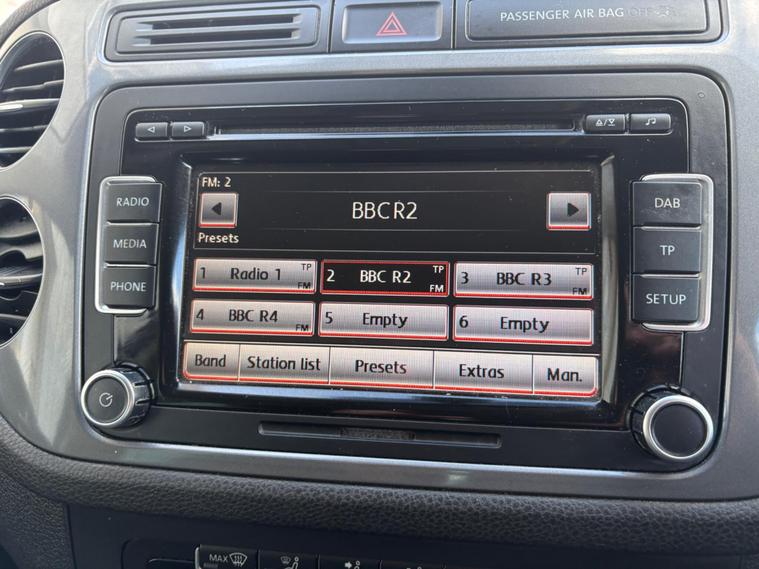 PASSENGER AIR BAG OFF
RADIO
MEDIA
PHONE
FM: 2
BBC R2
Presets
1 Radio 1 TP FM
2 BBC R2 TP FM
3 BBC R3 TP FM
4 BBC R4 FM
5 Empty
6 Empty
Band Station list Presets Extras Man.
DAB
TP
SETUP
MAX